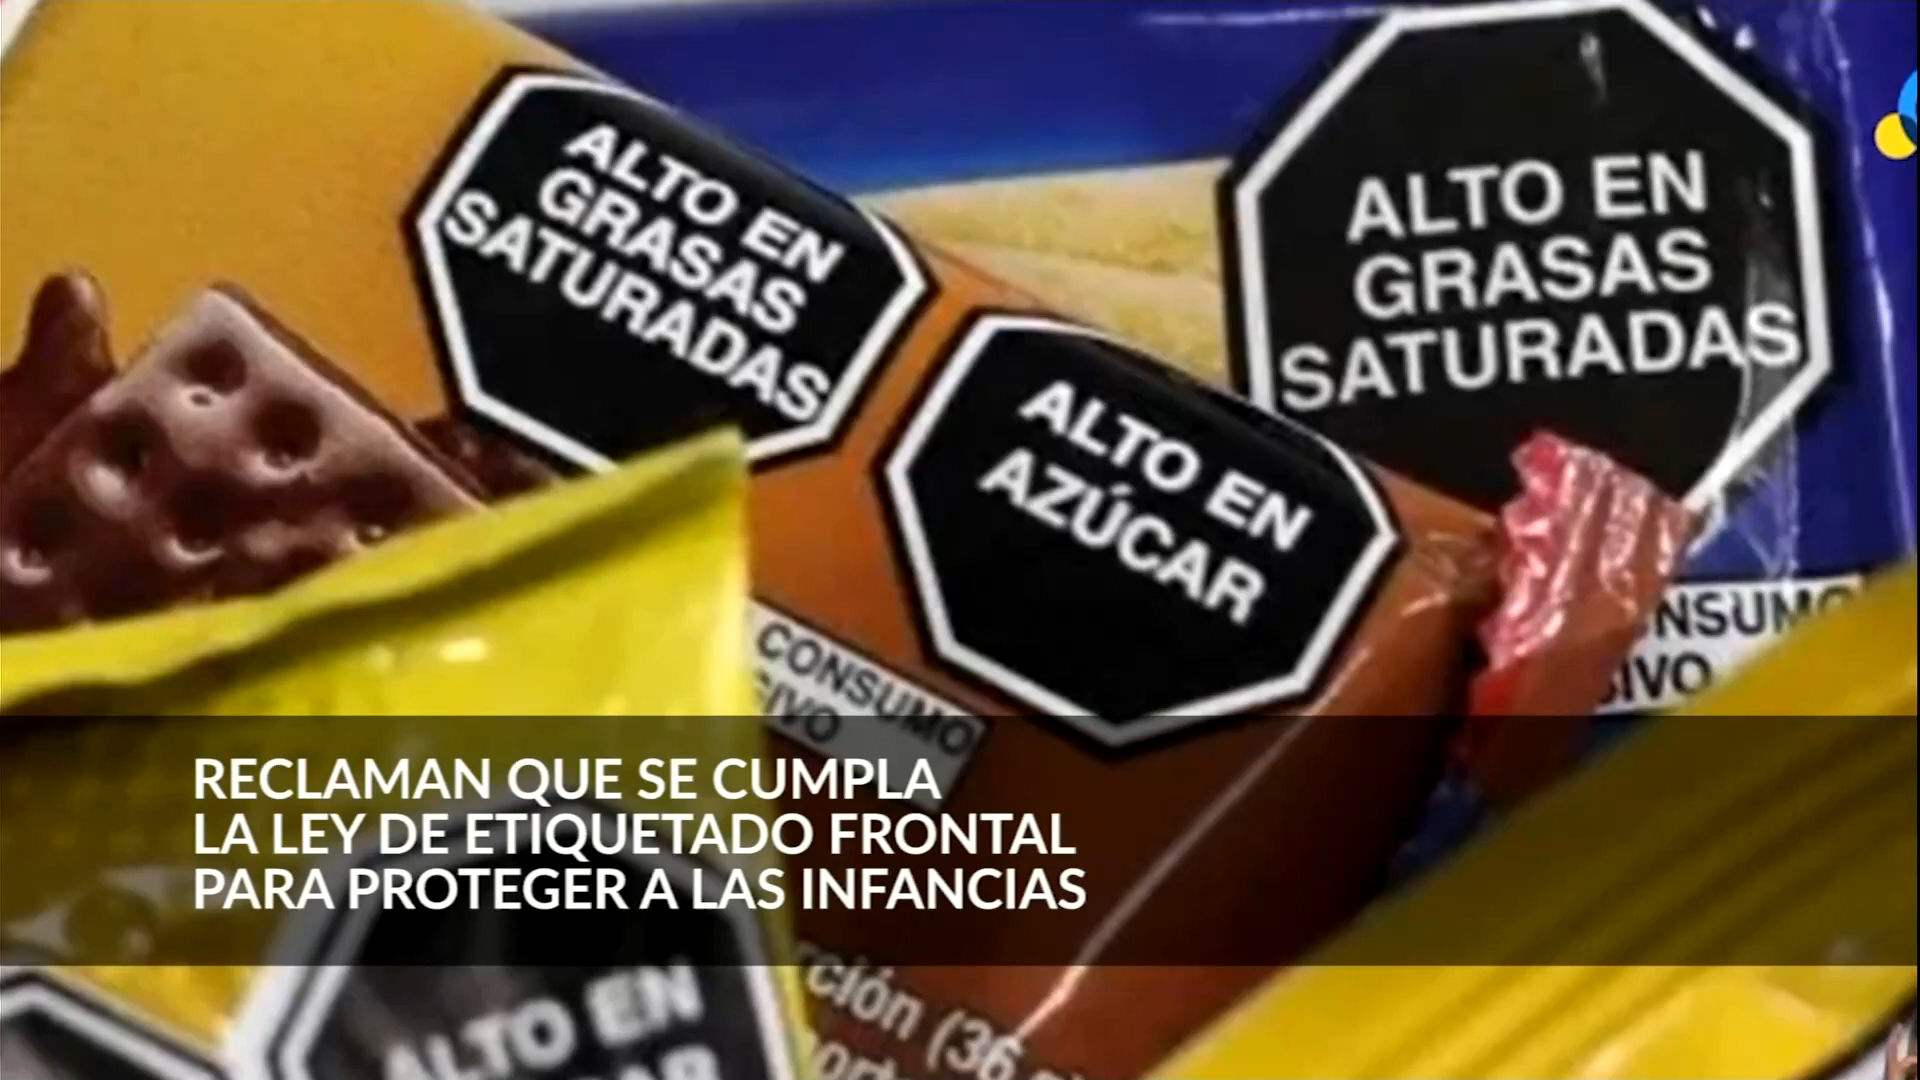 ALTO EN
GRASAS
SATURADAS
ALTO EN
AZÚCAR
ALTO EN
GRASAS
SATURADAS
CONSUMO
RECLAMAN QUE SE CUMPLA
LA LEY DE ETIQUETADO FRONTAL
PARA PROTEGER A LAS INFANCIAS
ALTO EN
(36